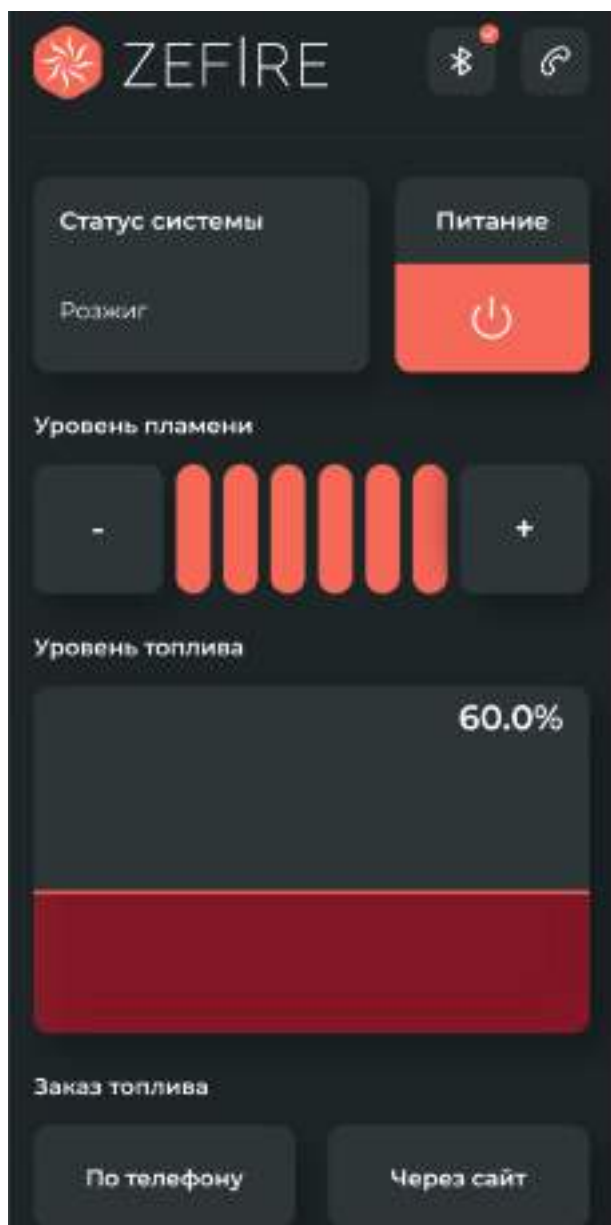 ZEFIRE
Статус системы
Питание
Розжиг
Уровень пламени
- +
Уровень топлива
60.0%
Заказ топлива
По телефону
Через сайт